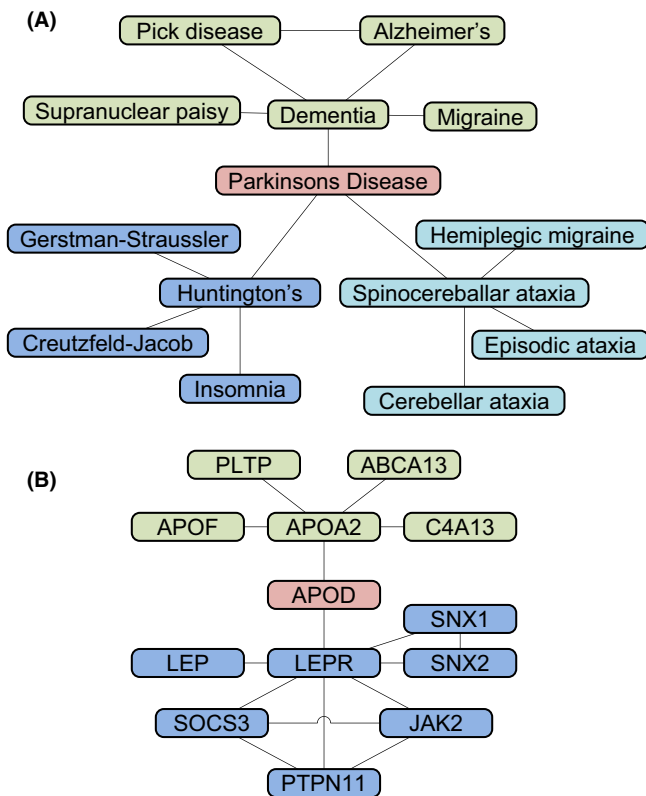 (A)
Pick disease
Alzheimer's
Supranuclear paisy
Dementia
Migraine
Parkinsons Disease
Gerstman-Straussler
Hemiplegic migraine
Huntington's
Spinocereballar ataxia
Creutzfeld-Jacob
Episodic ataxia
Insomnia
Cerebellar ataxia
(B)
PLTP
ABCA13
APOF
APOA2
C4A13
APOD
SNX1
LEP
LEPR
SNX2
SOCS3
JAK2
PTPN11